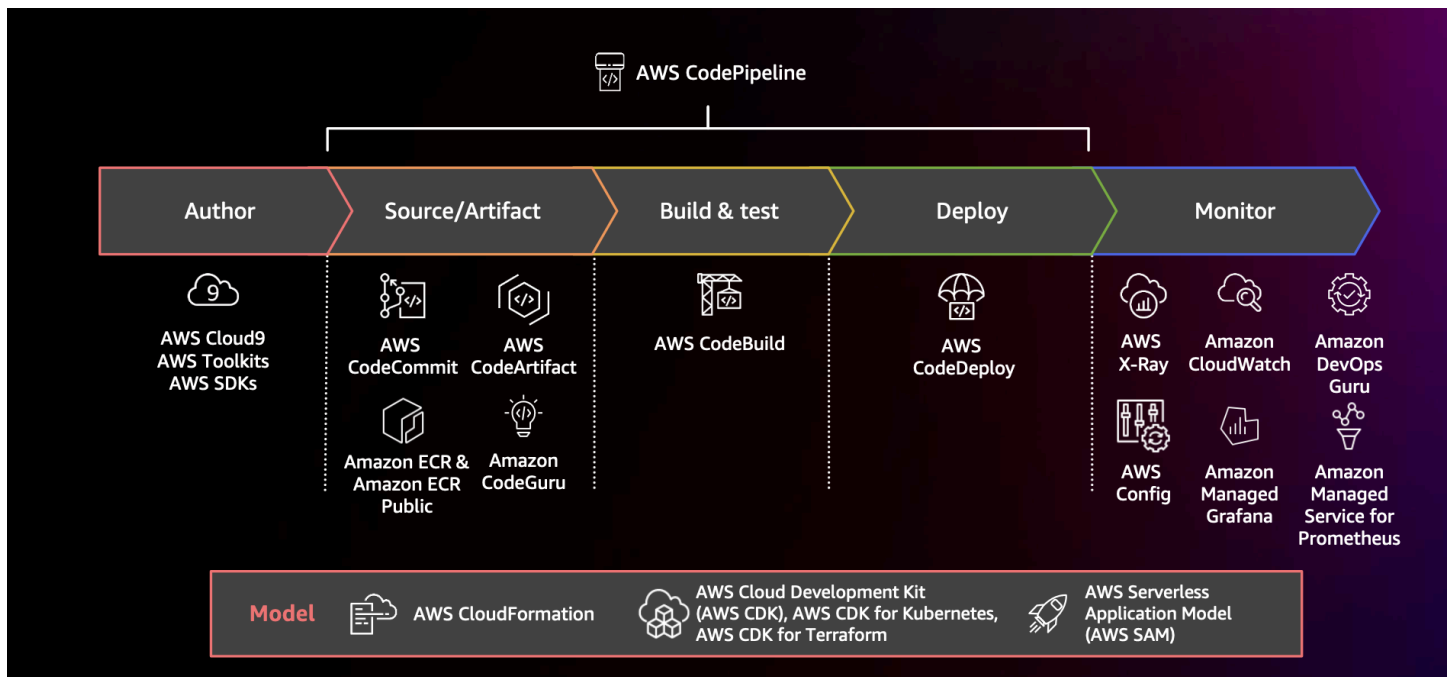 AWS CodePipeline
Author
Source/Artifact
Build & test
Deploy
Monitor
9
AWS Cloud9
AWS Toolkits
AWS SDKs
AWS
CodeCommit
AWS
CodeArtifact
Amazon ECR &
Amazon ECR
Public
Amazon
CodeGuru
AWS CodeBuild
AWS
CodeDeploy
AWS
X-Ray
Amazon
CloudWatch
Amazon
DevOps
Guru
AWS
Config
Amazon
Managed
Grafana
Amazon
Managed
Service for
Prometheus
Model
AWS CloudFormation
AWS Cloud Development Kit
(AWS CDK), AWS CDK for Kubernetes,
AWS CDK for Terraform
AWS Serverless
Application Model
(AWS SAM)